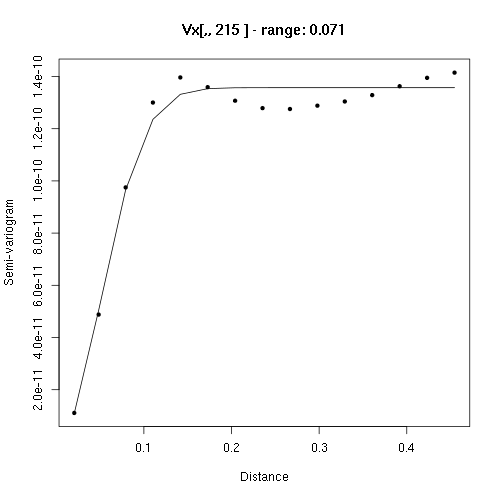 Vx[,, 215 ] - range: 0.071
Semi-variogram
1.4e-10
1.2e-10
1.0e-10
8.0e-11
6.0e-11
4.0e-11
2.0e-11
0.1 0.2 0.3 0.4
Distance